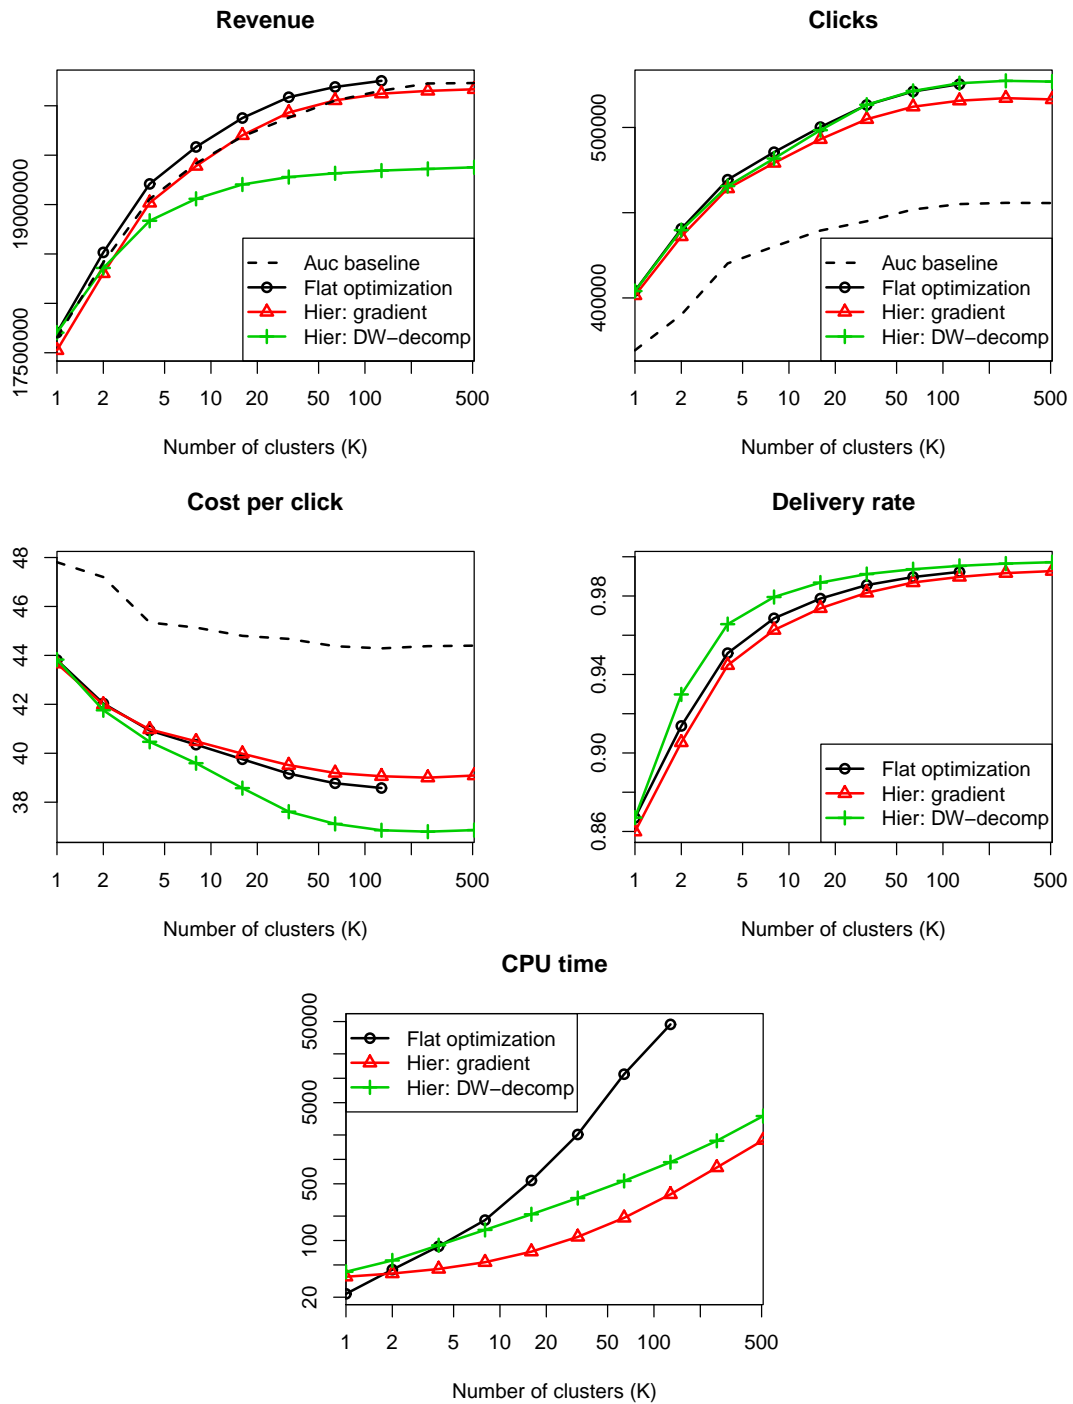 Revenue
17500000
19000000
Auc baseline
Flat optimization
Hier: gradient
Hier: DW−decomp
1 2 5 10 20 50 100 500
Number of clusters (K)
Clicks
400000
500000
Auc baseline
Flat optimization
Hier: gradient
Hier: DW−decomp
1 2 5 10 20 50 100 500
Number of clusters (K)
Cost per click
48
46
44
42
40
38
1 2 5 10 20 50 100 500
Number of clusters (K)
Delivery rate
0.98
0.94
0.90
0.86
Flat optimization
Hier: gradient
Hier: DW−decomp
1 2 5 10 20 50 100 500
Number of clusters (K)
CPU time
50000
5000
500
100
20
Flat optimization
Hier: gradient
Hier: DW−decomp
1 2 5 10 20 50 100 500
Number of clusters (K)